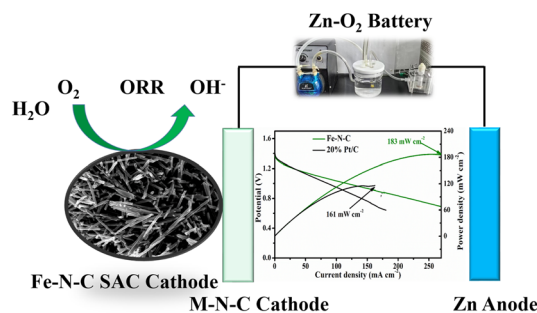 Zn-O₂ Battery
O₂ ORR OH⁻
H₂O
Fe-N-C
20% Pt/C
183 mW cm⁻²
161 mW cm⁻²
Potential (V)
1.6
1.2
0.8
0.4
0.0
240
180
120
60
0
Power density (mW cm⁻²)
0 50 100 150 200 250
Current density (mA cm⁻²)
Fe-N-C SAC Cathode
M-N-C Cathode
Zn Anode